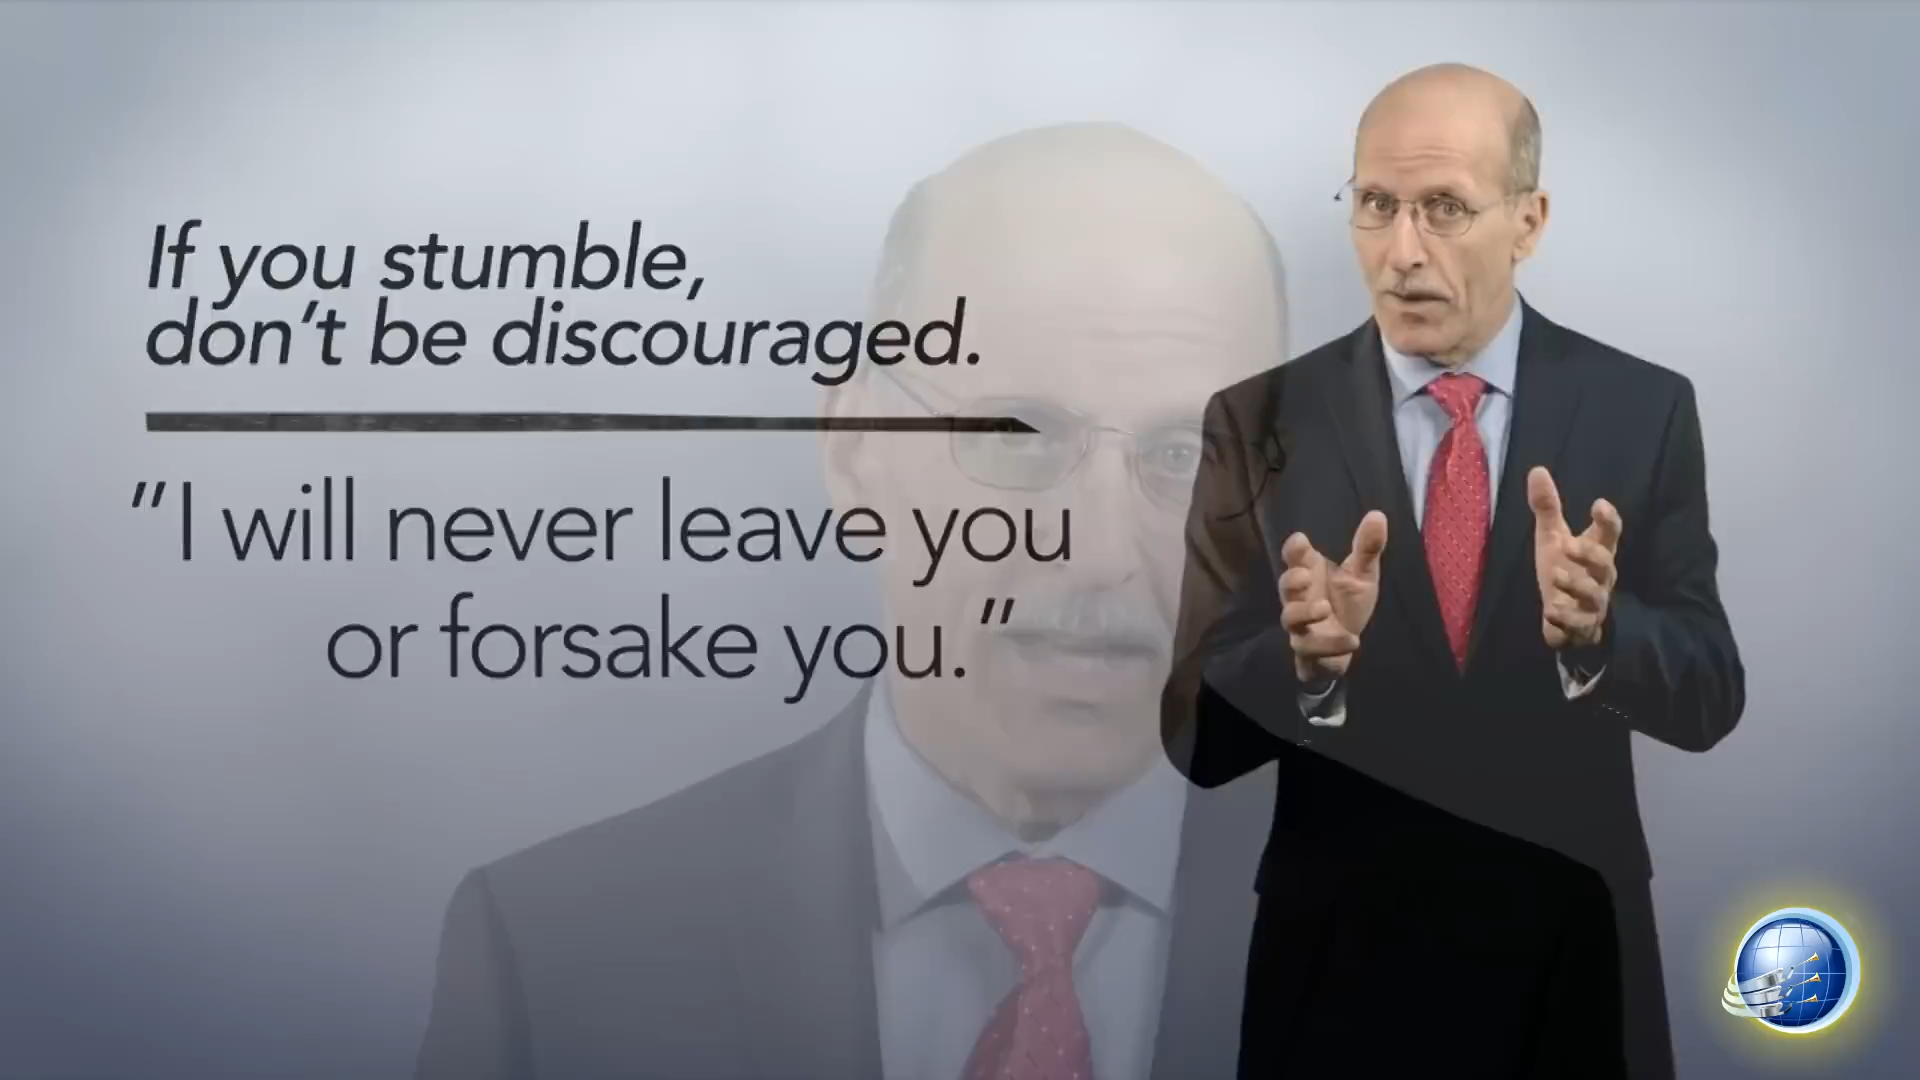 If you stumble,
don't be discouraged.
"I will never leave you
or forsake you."